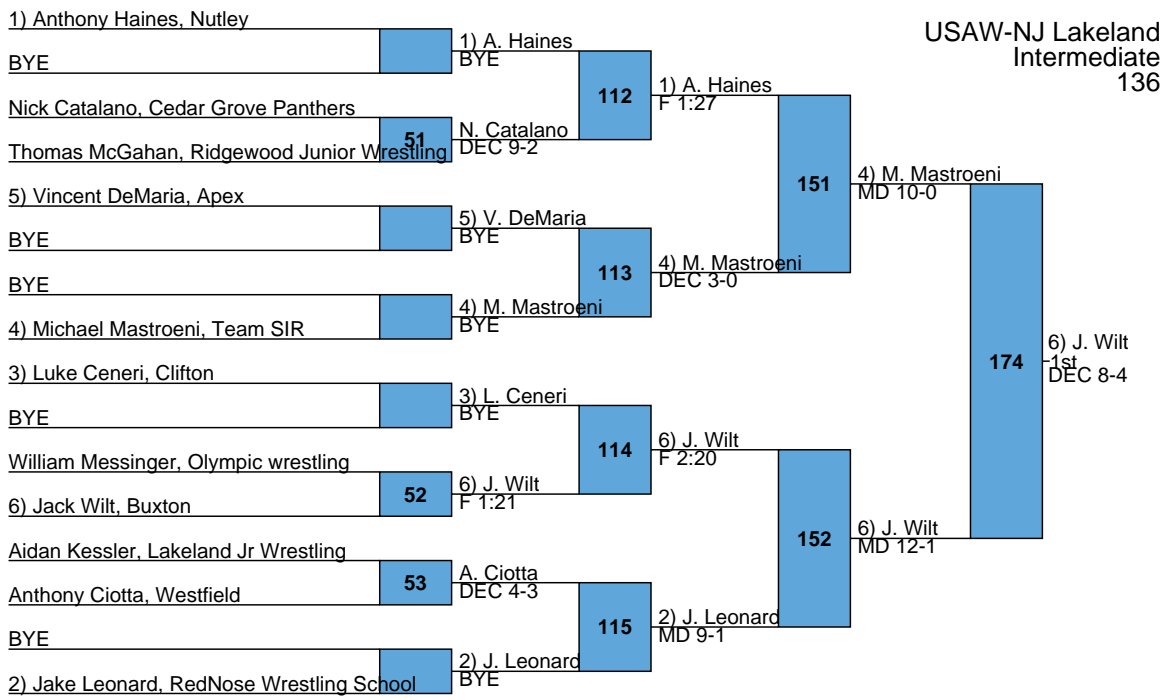 USAW-NJ Lakeland
Intermediate
136
1) Anthony Haines, Nutley
BYE
Nick Catalano, Cedar Grove Panthers
51
Thomas McGahan, Ridgewood Junior Wrestling
5) Vincent DeMaria, Apex
BYE
BYE
4) Michael Mastroeni, Team SIR
3) Luke Ceneri, Clifton
BYE
William Messinger, Olympic wrestling
52
6) Jack Wilt, Buxton
Aidan Kessler, Lakeland Jr Wrestling
53
Anthony Ciotta, Westfield
BYE
2) Jake Leonard, RedNose Wrestling School
1) A. Haines
BYE
112
N. Catalano
DEC 9-2
5) V. DeMaria
BYE
113
4) M. Mastroeni
BYE
3) L. Ceneri
BYE
114
6) J. Wilt
F 1:21
A. Ciotta
DEC 4-3
115
2) J. Leonard
BYE
1) A. Haines
F 1:27
151
4) M. Mastroeni
DEC 3-0
6) J. Wilt
F 2:20
152
2) J. Leonard
MD 9-1
4) M. Mastroeni
MD 10-0
174
6) J. Wilt
MD 12-1
6) J. Wilt
1st
DEC 8-4